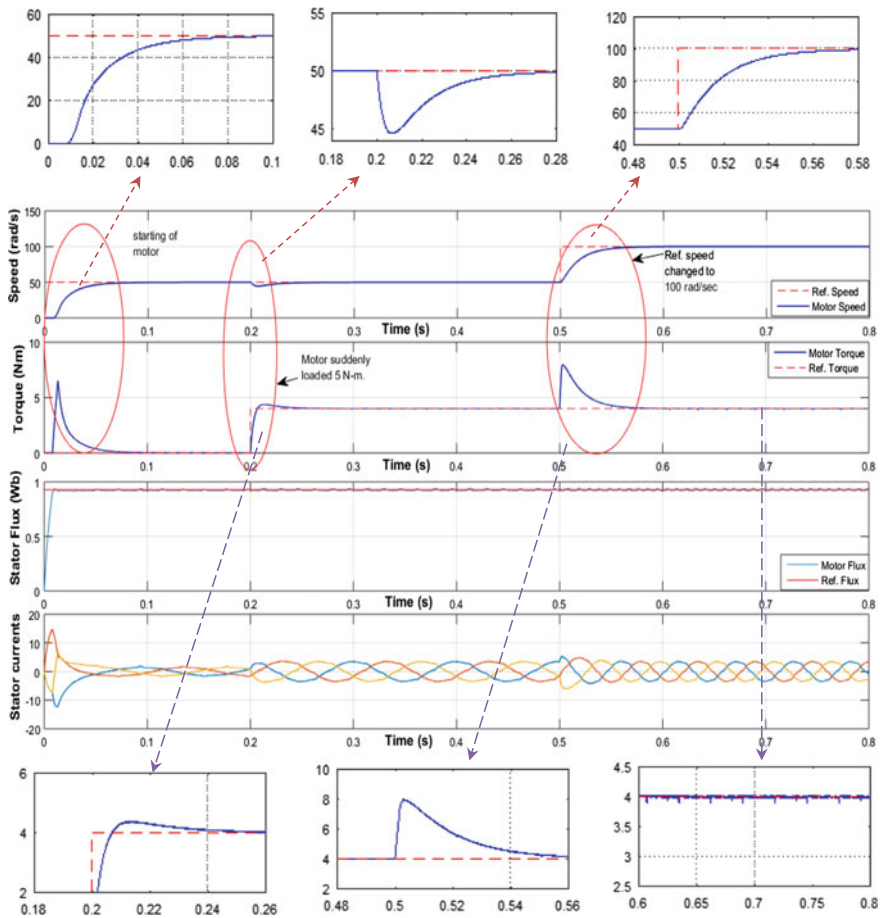 60
40
20
0
0 0.02 0.04 0.06 0.08 0.1
55
50
45
0.18 0.2 0.22 0.24 0.26 0.28
120
100
80
60
40
0.48 0.5 0.52 0.54 0.56 0.58
Speed (rad/s)
150
100
50
0
starting of
motor
Ref. speed
changed to
100 rad/sec
Ref. Speed
Motor Speed
0 0.1 0.2 0.3 0.4 0.5 0.6 0.7 0.8
Time (s)
Torque (Nm)
10
5
0
Motor suddenly
loaded 5 N-m.
Motor Torque
Ref. Torque
0 0.1 0.2 0.3 0.4 0.5 0.6 0.7 0.8
Time (s)
Stator Flux (Wb)
1
0.5
0
Motor Flux
Ref. Flux
0 0.1 0.2 0.3 0.4 0.5 0.6 0.7 0.8
Time (s)
Stator currents
20
10
0
-10
-20
0 0.1 0.2 0.3 0.4 0.5 0.6 0.7 0.8
Time (s)
6
4
2
0.18 0.2 0.22 0.24 0.26
10
8
6
4
2
0.48 0.5 0.52 0.54 0.56
4.5
4
3.5
3
2.5
0.6 0.65 0.7 0.75 0.8